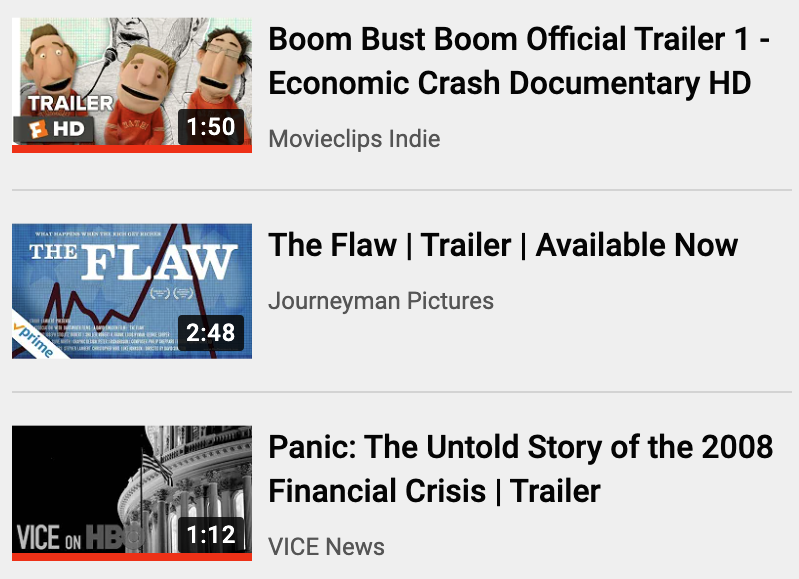 TRAILER
HD
1:50
Boom Bust Boom Official Trailer 1 -
Economic Crash Documentary HD
Movieclips Indie
WHAT HAPPENS WHEN THE RICH GET RICHER
THE FLAW
prime
2:48
The Flaw | Trailer | Available Now
Journeyman Pictures
VICE ON HBO
1:12
Panic: The Untold Story of the 2008
Financial Crisis | Trailer
VICE News